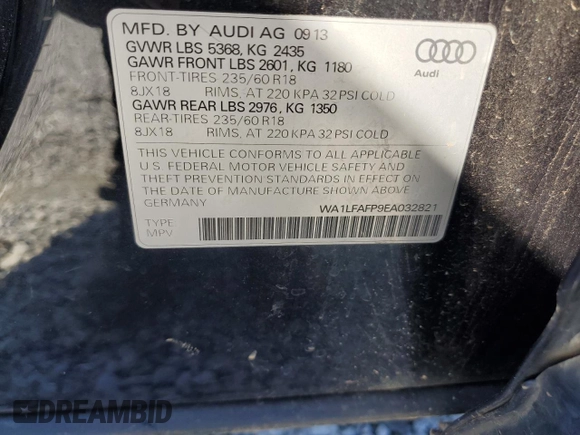 MFD. BY AUDI AG 09 13
GVWR LBS 5368, KG 2435
GAWR FRONT LBS 2601, KG 1180
FRONT-TIRES 235/60 R18
8JX18 RIMS, AT 220 KPA 32 PSI COLD
GAWR REAR LBS 2976, KG 1350
REAR-TIRES 235/60 R18
8JX18 RIMS, AT 220 KPA 32 PSI COLD
Audi
THIS VEHICLE CONFORMS TO ALL APPLICABLE
U.S. FEDERAL MOTOR VEHICLE SAFETY AND
THEFT PREVENTION STANDARDS IN EFFECT ON
THE DATE OF MANUFACTURE SHOWN ABOVE
GERMANY
WA1LFAFP9EA032821
TYPE:
MPV
DREAMBID